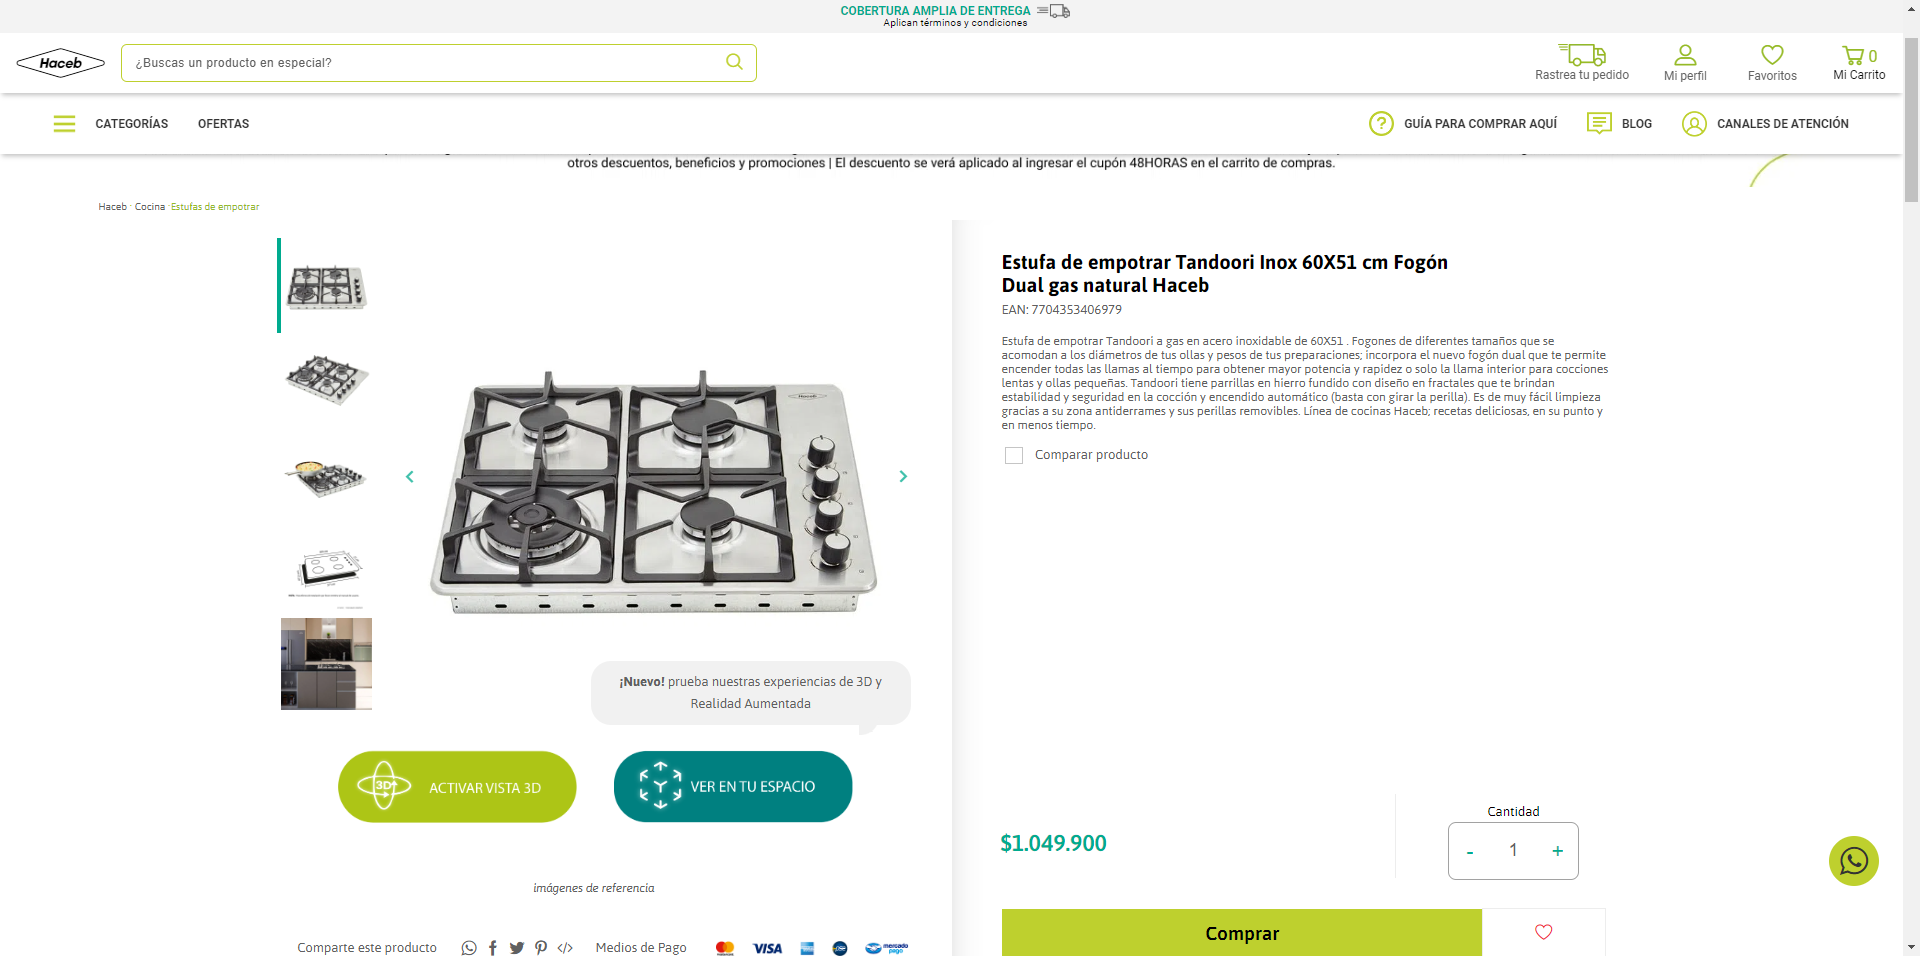 COBERTURA AMPLIA DE ENTREGA
Aplican términos y condiciones
Haceb
¿Buscas un producto en especial?
Rastrea tu pedido
Mi perfil
Favoritos
0
Mi Carrito
CATEGORÍAS
OFERTAS
GUÍA PARA COMPRAR AQUÍ
BLOG
CANALES DE ATENCIÓN
otros descuentos, beneficios y promociones | El descuento se verá aplicado al ingresar el cupón 48HORAS en el carrito de compras.
Haceb · Cocina · Estufas de empotrar
Estufa de empotrar Tandoori Inox 60X51 cm Fogón
Dual gas natural Haceb
EAN: 7704353406979
Estufa de empotrar Tandoori a gas en acero inoxidable de 60X51 . Fogones de diferentes tamaños que se
acomodan a los diámetros de tus ollas y pesos de tus preparaciones; incorpora el nuevo fogón dual que te permite
encender todas las llamas al tiempo para obtener mayor potencia y rapidez o solo la llama interior para cocciones
lentas y ollas pequeñas. Tandoori tiene parrillas en hierro fundido con diseño en fractales que te brindan
estabilidad y seguridad en la cocción y encendido automático (basta con girar la perilla). Es de muy fácil limpieza
gracias a su zona antiderrames y sus perillas removibles. Línea de cocinas Haceb; recetas deliciosas, en su punto y
en menos tiempo.
Comparar producto
Haceb
¡Nuevo! prueba nuestras experiencias de 3D y
Realidad Aumentada
3D
ACTIVAR VISTA 3D
VER EN TU ESPACIO
imágenes de referencia
Comparte este producto
Medios de Pago
VISA
mercado
pago
$1.049.900
Cantidad
- 1 +
Comprar